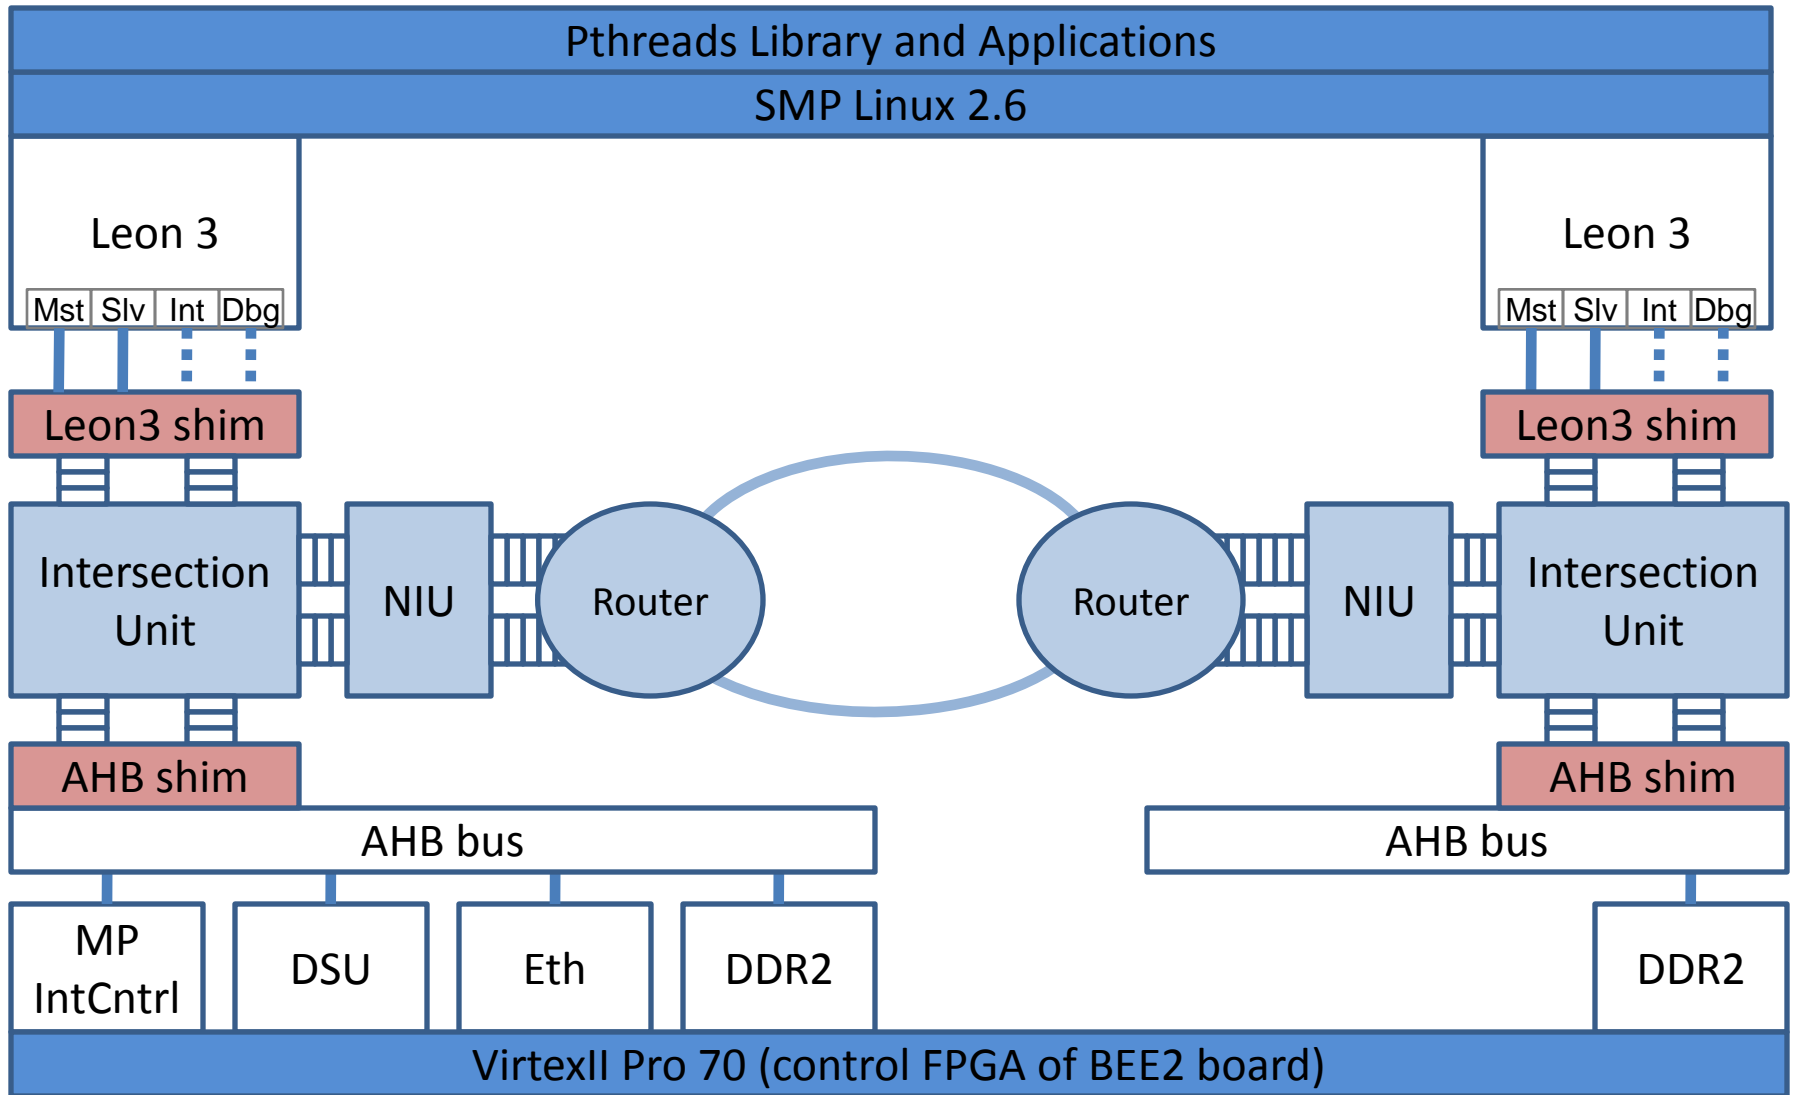 Pthreads Library and Applications
SMP Linux 2.6
Leon 3
Leon 3
Mst Slv Int Dbg
Mst Slv Int Dbg
Leon3 shim
Leon3 shim
Intersection
Unit
NIU
Router
Router
NIU
Intersection
Unit
AHB shim
AHB shim
AHB bus
AHB bus
MP
IntCntrl
DSU
Eth
DDR2
DDR2
VirtexII Pro 70 (control FPGA of BEE2 board)